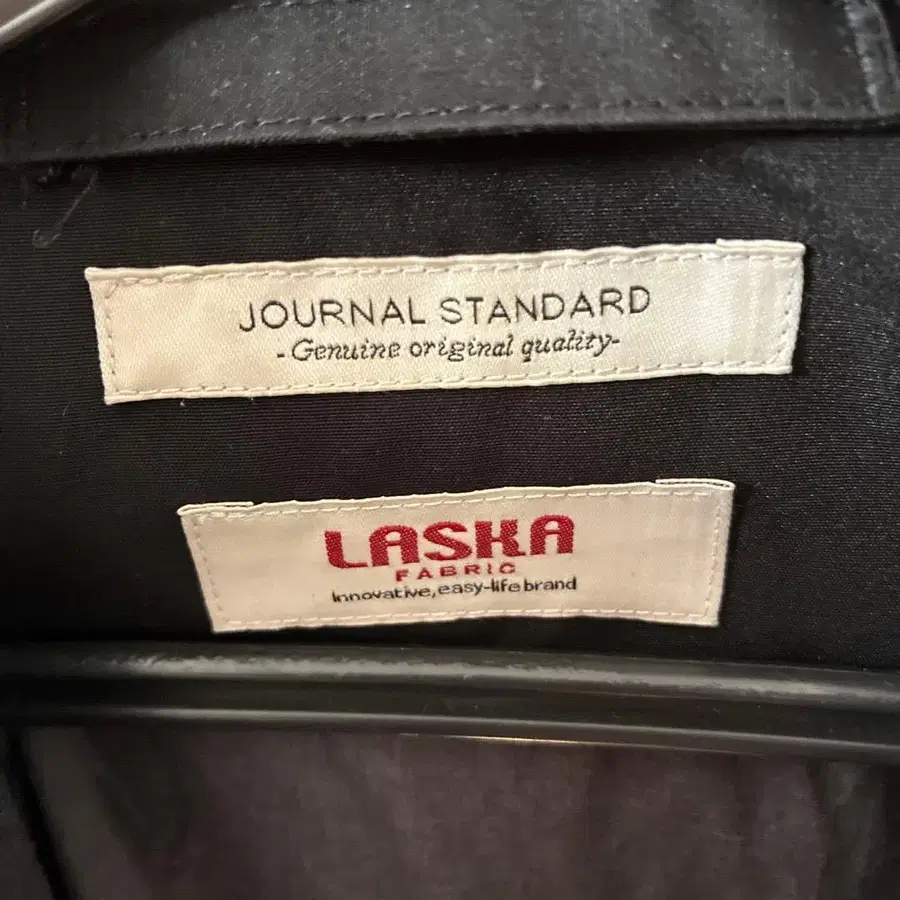 JOURNAL STANDARD
-Genuine original quality-
LASKA
FABRIC
Innovative, easy-life brand